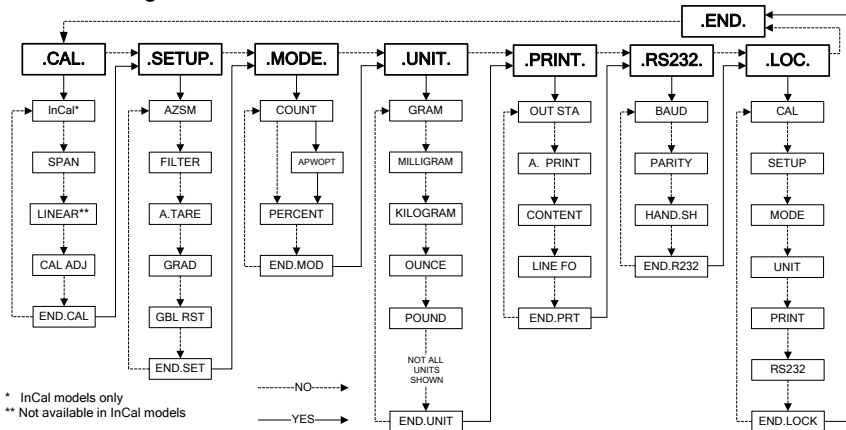 .END.
.CAL.
.SETUP.
.MODE.
.UNIT.
.PRINT.
.RS232.
.LOC.
InCal*
SPAN
LINEAR**
CAL ADJ
END.CAL
AZSM
FILTER
A.TARE
GRAD
GBL RST
END.SET
COUNT
APWOPT
PERCENT
END.MOD
GRAM
MILLIGRAM
KILOGRAM
OUNCE
POUND
NOT ALL
UNITS
SHOWN
END.UNIT
OUT STA
A. PRINT
CONTENT
LINE FO
END.PRT
BAUD
PARITY
HAND.SH
END.R232
CAL
SETUP
MODE
UNIT
PRINT
RS232
END.LOCK
NO
YES
* InCal models only
** Not available in InCal models